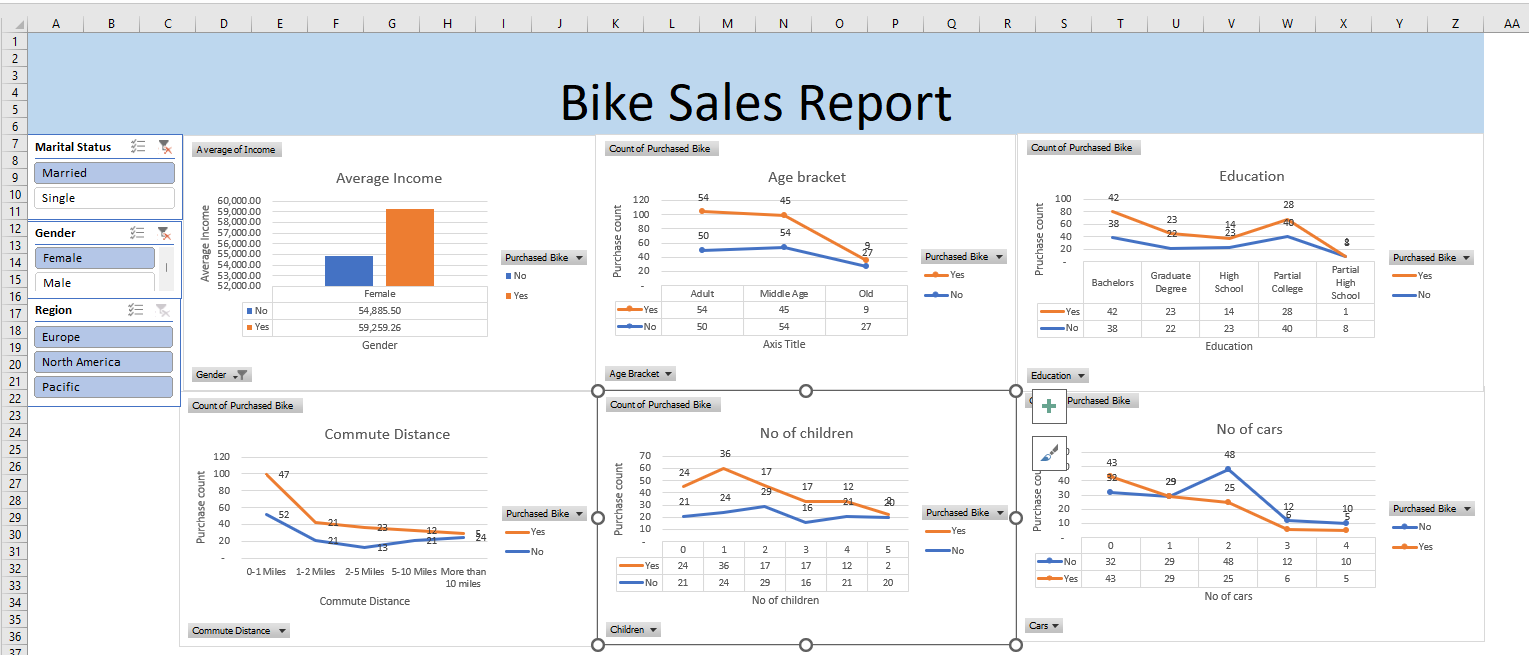 A B C D E F G H I J K L M N O P Q R S T U V W X Y Z AA
1
2
3
4
5
6
7
8
9
10
11
12
13
14
15
16
17
18
19
20
21
22
23
24
25
26
27
28
29
30
31
32
33
34
35
36
37
Bike Sales Report
Marital Status
Married
Single
Gender
Female
Male
Region
Europe
North America
Pacific
Average of Income
Average Income
Average Income
60,000.00
59,000.00
58,000.00
57,000.00
56,000.00
55,000.00
54,000.00
53,000.00
52,000.00
Female
No 54,885.50
Yes 59,259.26
Gender
Purchased Bike
No
Yes
Gender
Count of Purchased Bike
Age bracket
Purchase count
120
100
80
60
40
20
-
54 45 9
50 54 27
Adult Middle Age Old
Yes 54 45 9
No 50 54 27
Axis Title
Purchased Bike
Yes
No
Age Bracket
Count of Purchased Bike
Education
Pruchase count
100
80
60
40
20
-
42 23 14 28 1
38 22 23 40 8
Bachelors Graduate Degree High School Partial College Partial High School
Yes 42 23 14 28 1
No 38 22 23 40 8
Education
Purchased Bike
Yes
No
Education
Count of Purchased Bike
Commute Distance
Purchase count
120
100
80
60
40
20
-
47 21 23 12 5
52 21 13 21 24
0-1 Miles 1-2 Miles 2-5 Miles 5-10 Miles More than
10 miles
Commute Distance
Purchased Bike
Yes
No
Commute Distance
Count of Purchased Bike
No of children
Purchase count
70
60
50
40
30
20
10
-
24 36 17 17 12 2
21 24 29 16 21 20
0 1 2 3 4 5
Yes 24 36 17 17 12 2
No 21 24 29 16 21 20
No of children
Purchased Bike
Yes
No
Children
Purchased Bike
No of cars
Purchase count
40
30
20
10
-
43 29 25 6 5
32 29 48 12 10
0 1 2 3 4
No 32 29 48 12 10
Yes 43 29 25 6 5
No of cars
Purchased Bike
No
Yes
Cars